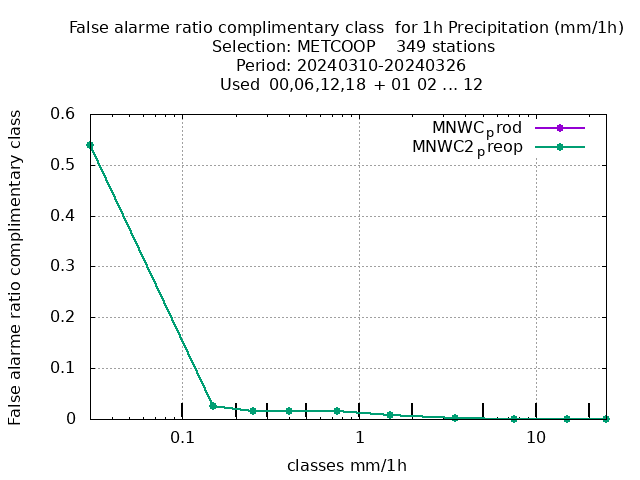 False alarme ratio complimentary class  for 1h Precipitation (mm/1h)
Selection: METCOOP    349 stations
Period: 20240310-20240326
Used  00,06,12,18  + 01 02 ... 12
MNWCprod
MNWC2preop
False alarme ratio complimentary class
0.6
0.5
0.4
0.3
0.2
0.1
0
0.1 1 10
classes mm/1h